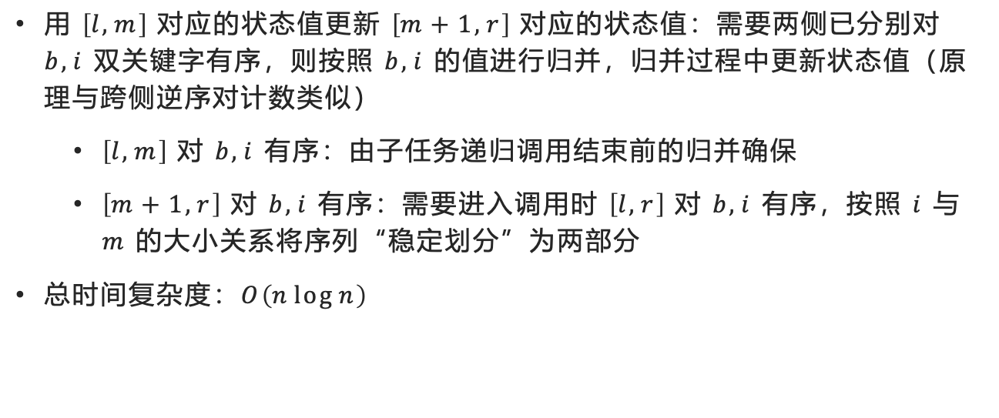 • 用 [l, m] 对应的状态值更新 [m + 1, r] 对应的状态值：需要两侧已分别对
b, i 双关键字有序，则按照 b, i 的值进行归并，归并过程中更新状态值（原
理与跨侧逆序对计数类似）
• [l, m] 对 b, i 有序：由子任务递归调用结束前的归并确保
• [m + 1, r] 对 b, i 有序：需要进入调用时 [l, r] 对 b, i 有序，按照 i 与
m 的大小关系将序列“稳定划分”为两部分
• 总时间复杂度：O(n log n)